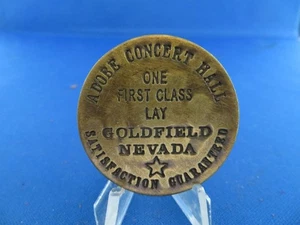 ADOBE CONCERT HALL
ONE
FIRST CLASS
LAY
GOLDFIELD
NEVADA
SATISFACTION GUARANTEED